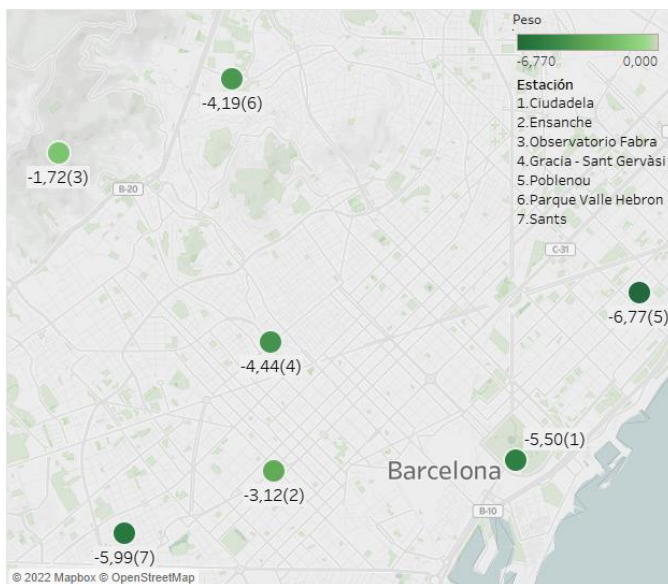 Peso
-6,770 0,000
Estación
1.Ciudadela
2.Ensanche
3.Observatorio Fabra
4.Gracia - Sant Gervàsi
5.Poblenou
6.Parque Valle Hebron
7.Sants
-4,19(6)
-1,72(3)
B-20
C-31
-6,77(5)
-4,44(4)
-5,50(1)
Barcelona
-3,12(2)
B-10
-5,99(7)
© 2022 Mapbox © OpenStreetMap